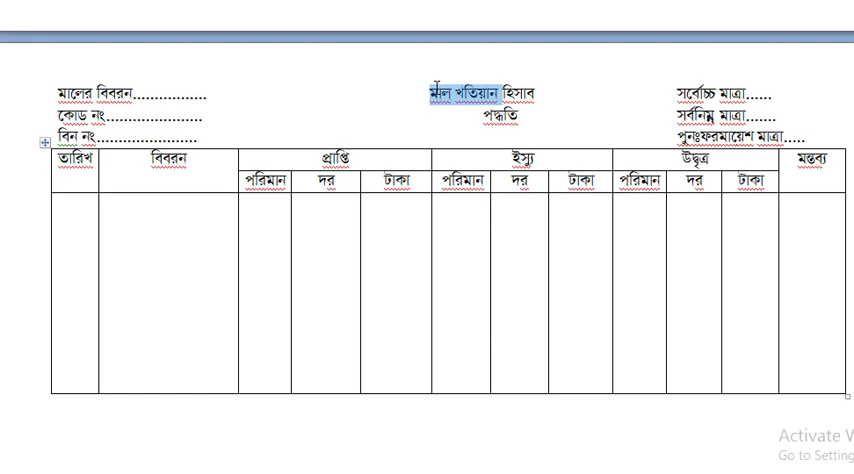 মালের বিবরন................. মাল খতিয়ান হিসাব সর্বোচ্চ মাত্রা......
কোড নং...................... পদ্ধতি সর্বনিম্ন মাত্রা.......
বিন নং....................... পুনঃফরমায়েশ মাত্রা.....
তারিখ বিবরন প্রাপ্তি ইস্যু উদ্বৃত্ত মন্তব্য
পরিমান দর টাকা পরিমান দর টাকা পরিমান দর টাকা
Activate W
Go to Setting